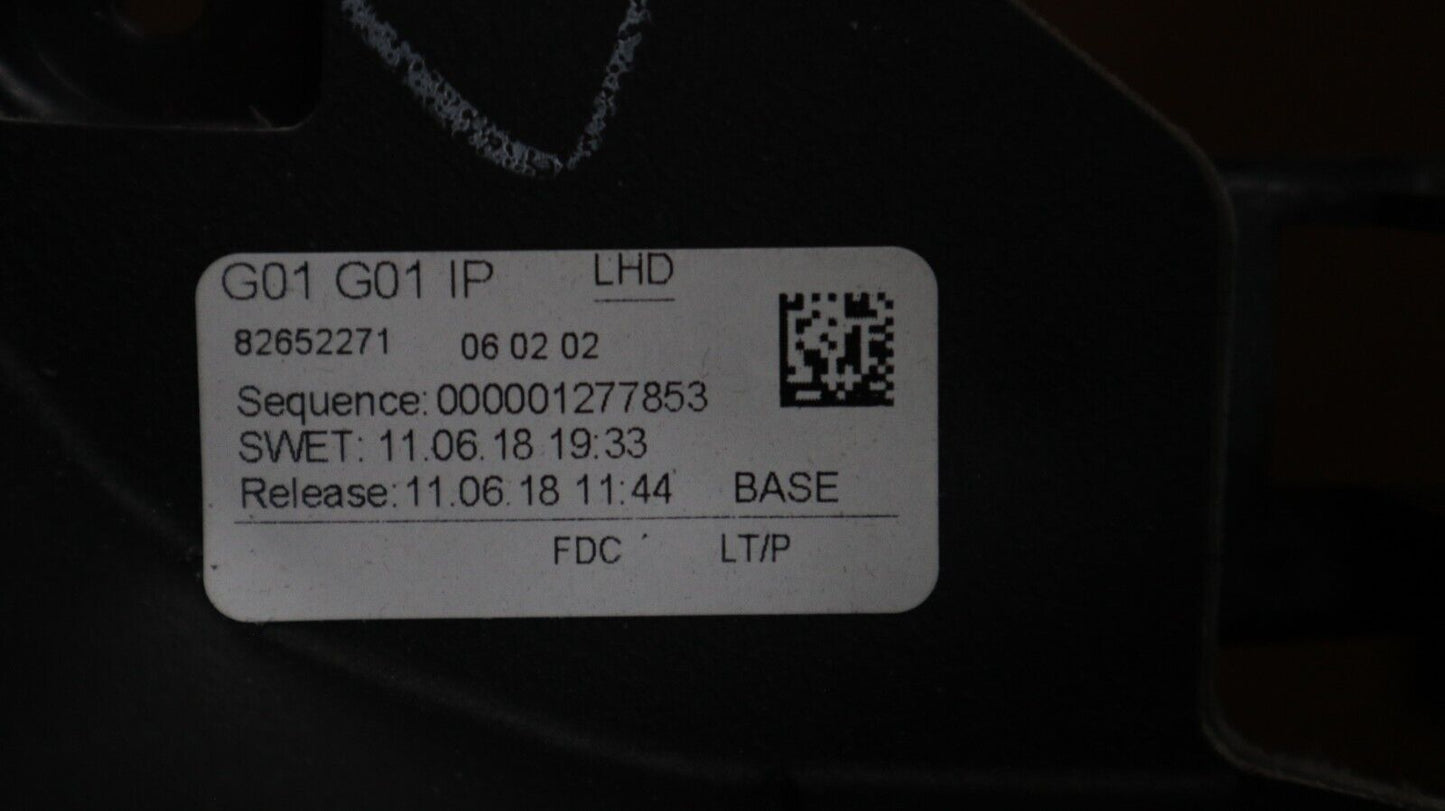 G01 G01 IP LHD
82652271 06 02 02
Sequence: 000001277853
SWET: 11.06.18 19:33
Release: 11.06.18 11:44 BASE
FDC LT/P